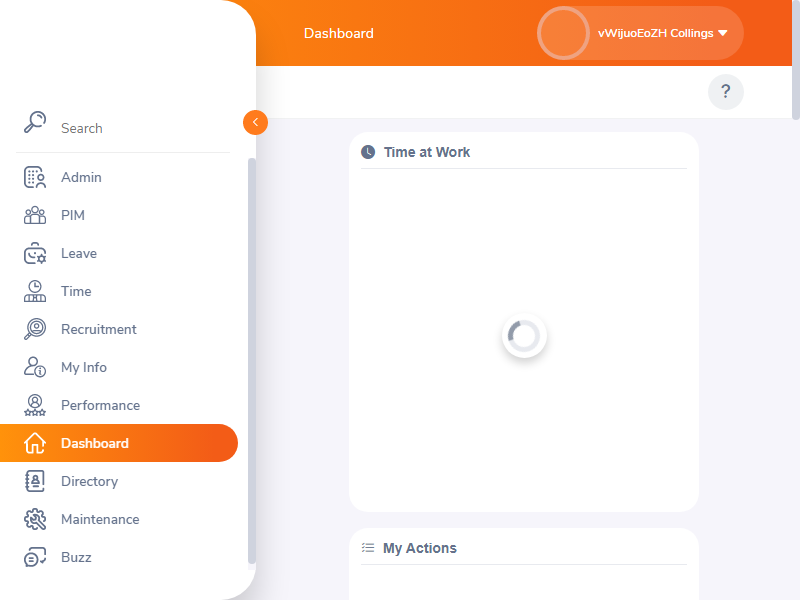 Dashboard
vWijuoEoZH Collings
?
Search
Admin
PIM
Leave
Time
Recruitment
My Info
Performance
Dashboard
Directory
Maintenance
Buzz
Time at Work
My Actions